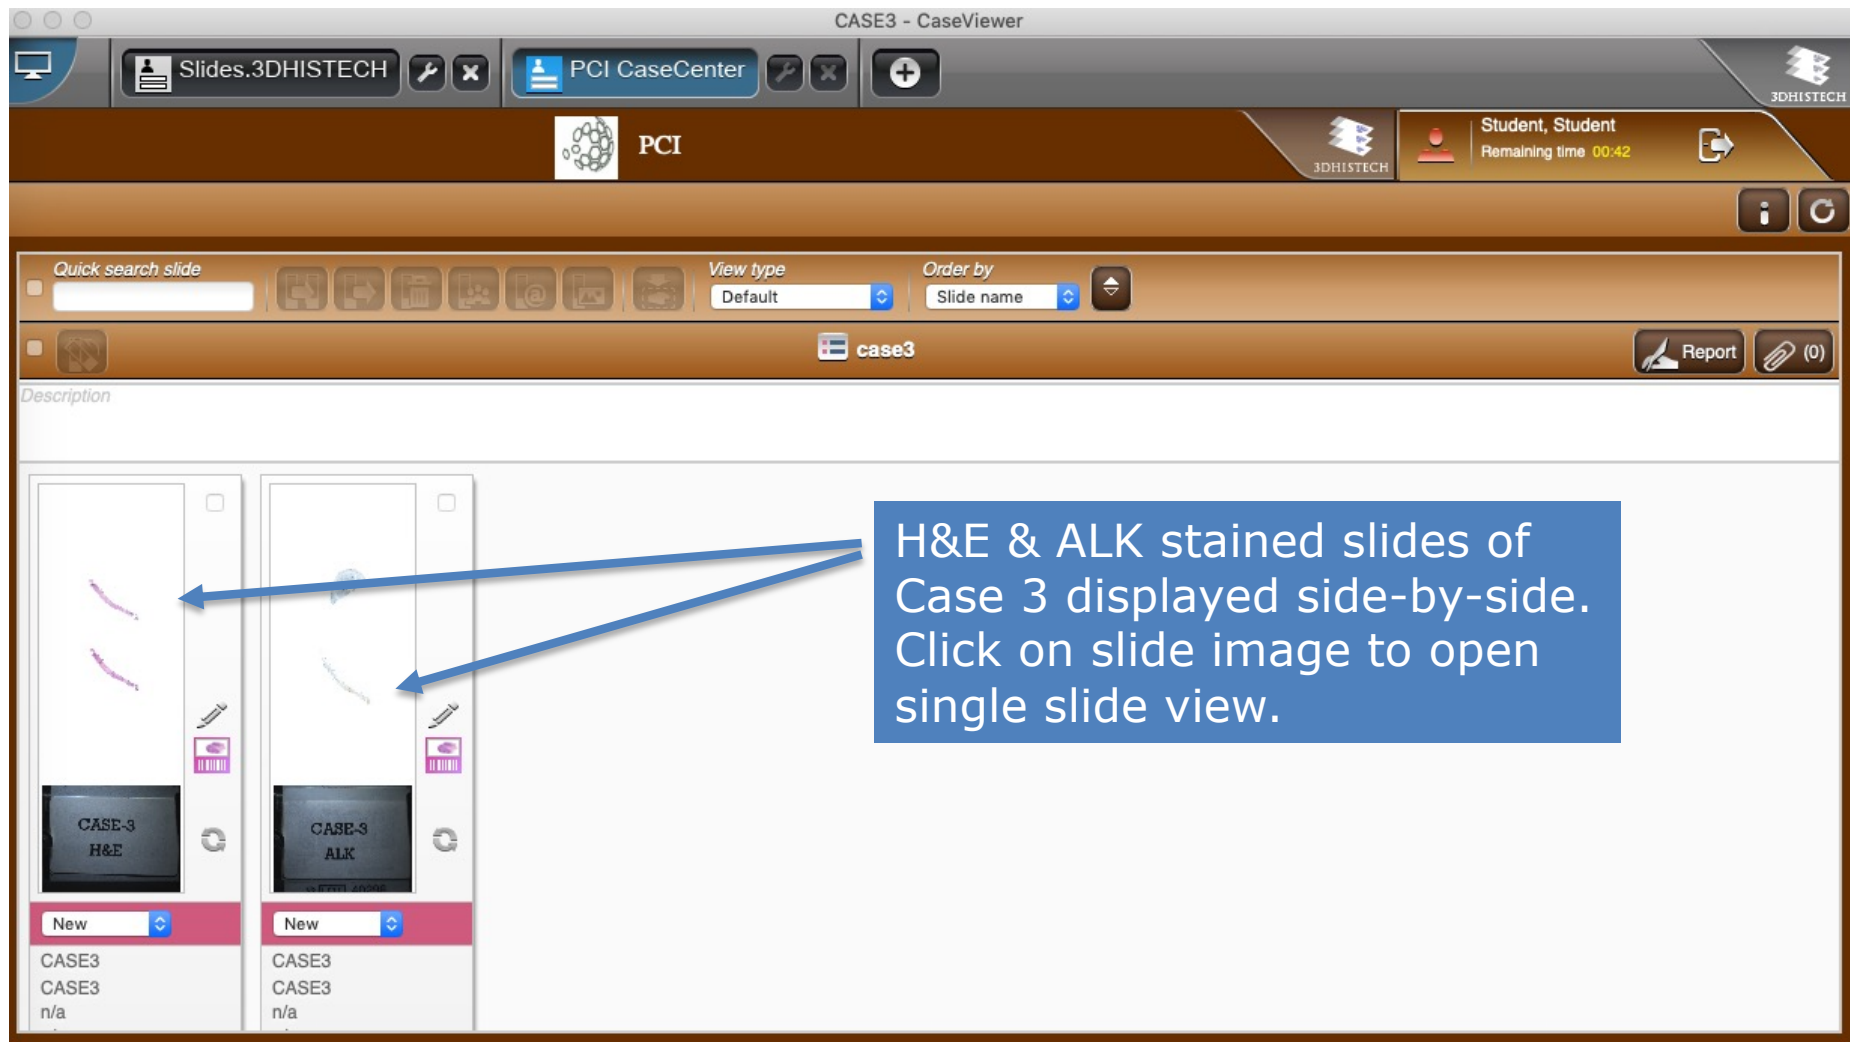 CASE3 - CaseViewer
Slides.3DHISTECH
PCI CaseCenter
3DHISTECH
PCI
3DHISTECH
Student, Student
Remaining time 00:42
Quick search slide
View type
Default
Order by
Slide name
case3
Report
(0)
Description
H&E & ALK stained slides of
Case 3 displayed side-by-side.
Click on slide image to open
single slide view.
CASE-3
H&E
CASE-3
ALK
New
New
CASE3
CASE3
n/a
CASE3
CASE3
n/a